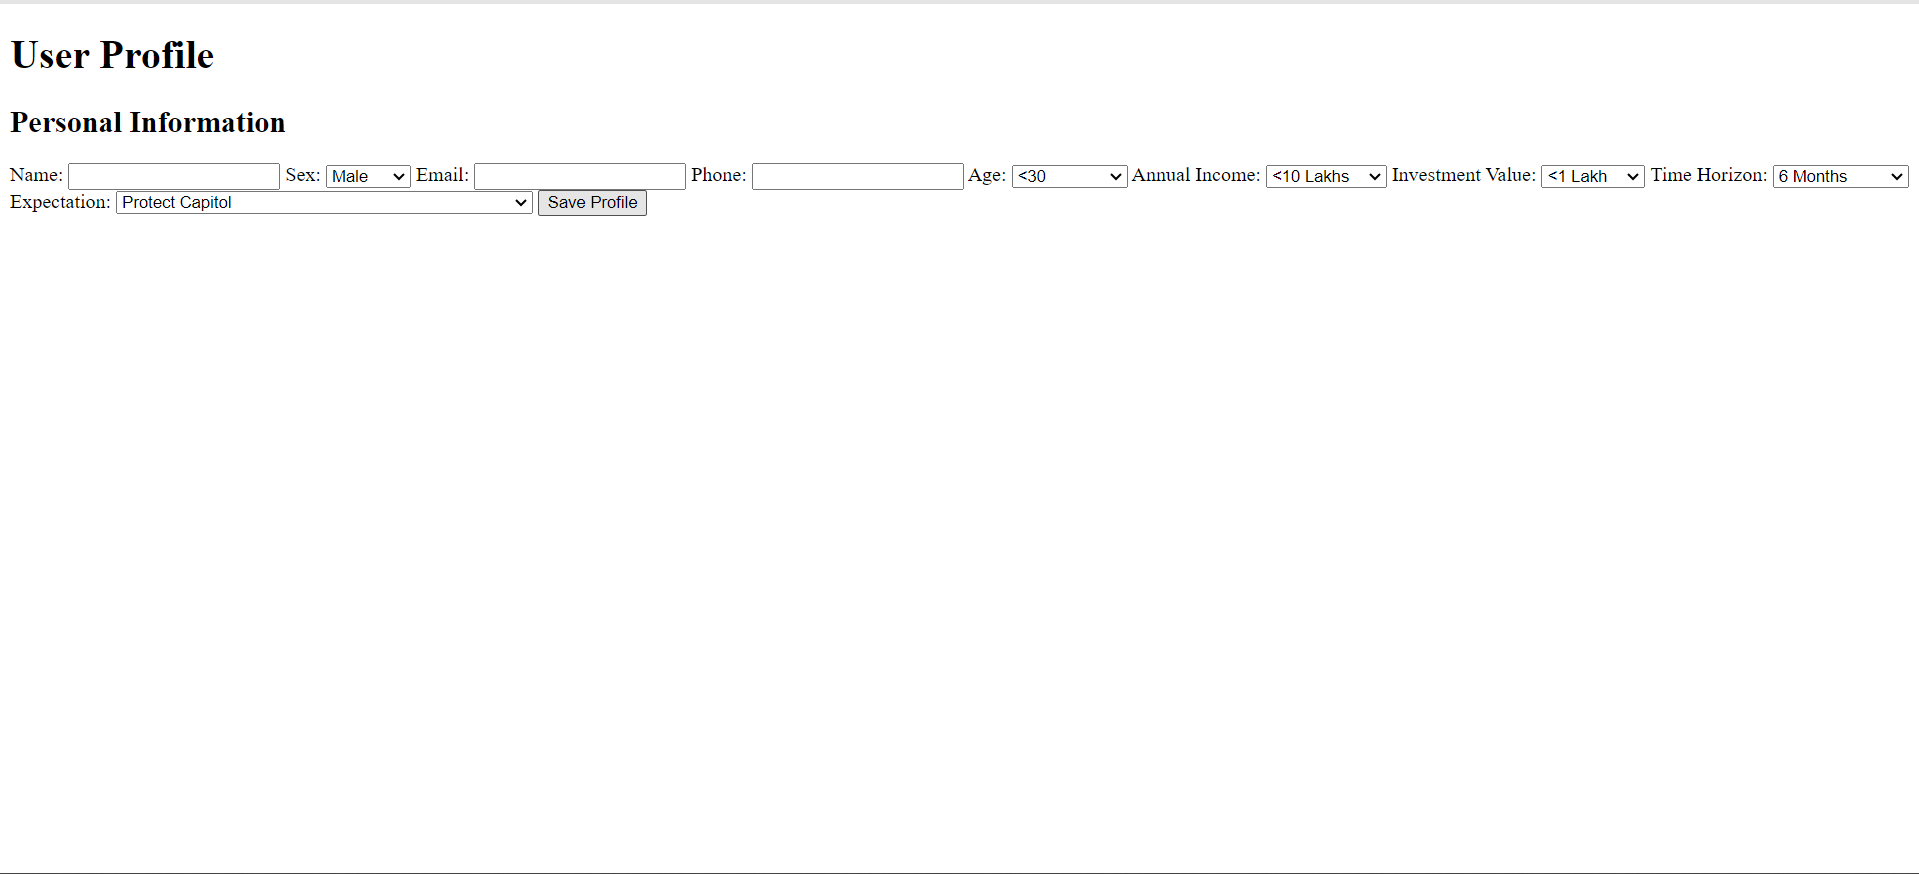 User Profile
Personal Information
Name: Sex: Male Email: Phone: Age: <30 Annual Income: <10 Lakhs Investment Value: <1 Lakh Time Horizon: 6 Months
Expectation: Protect Capitol Save Profile